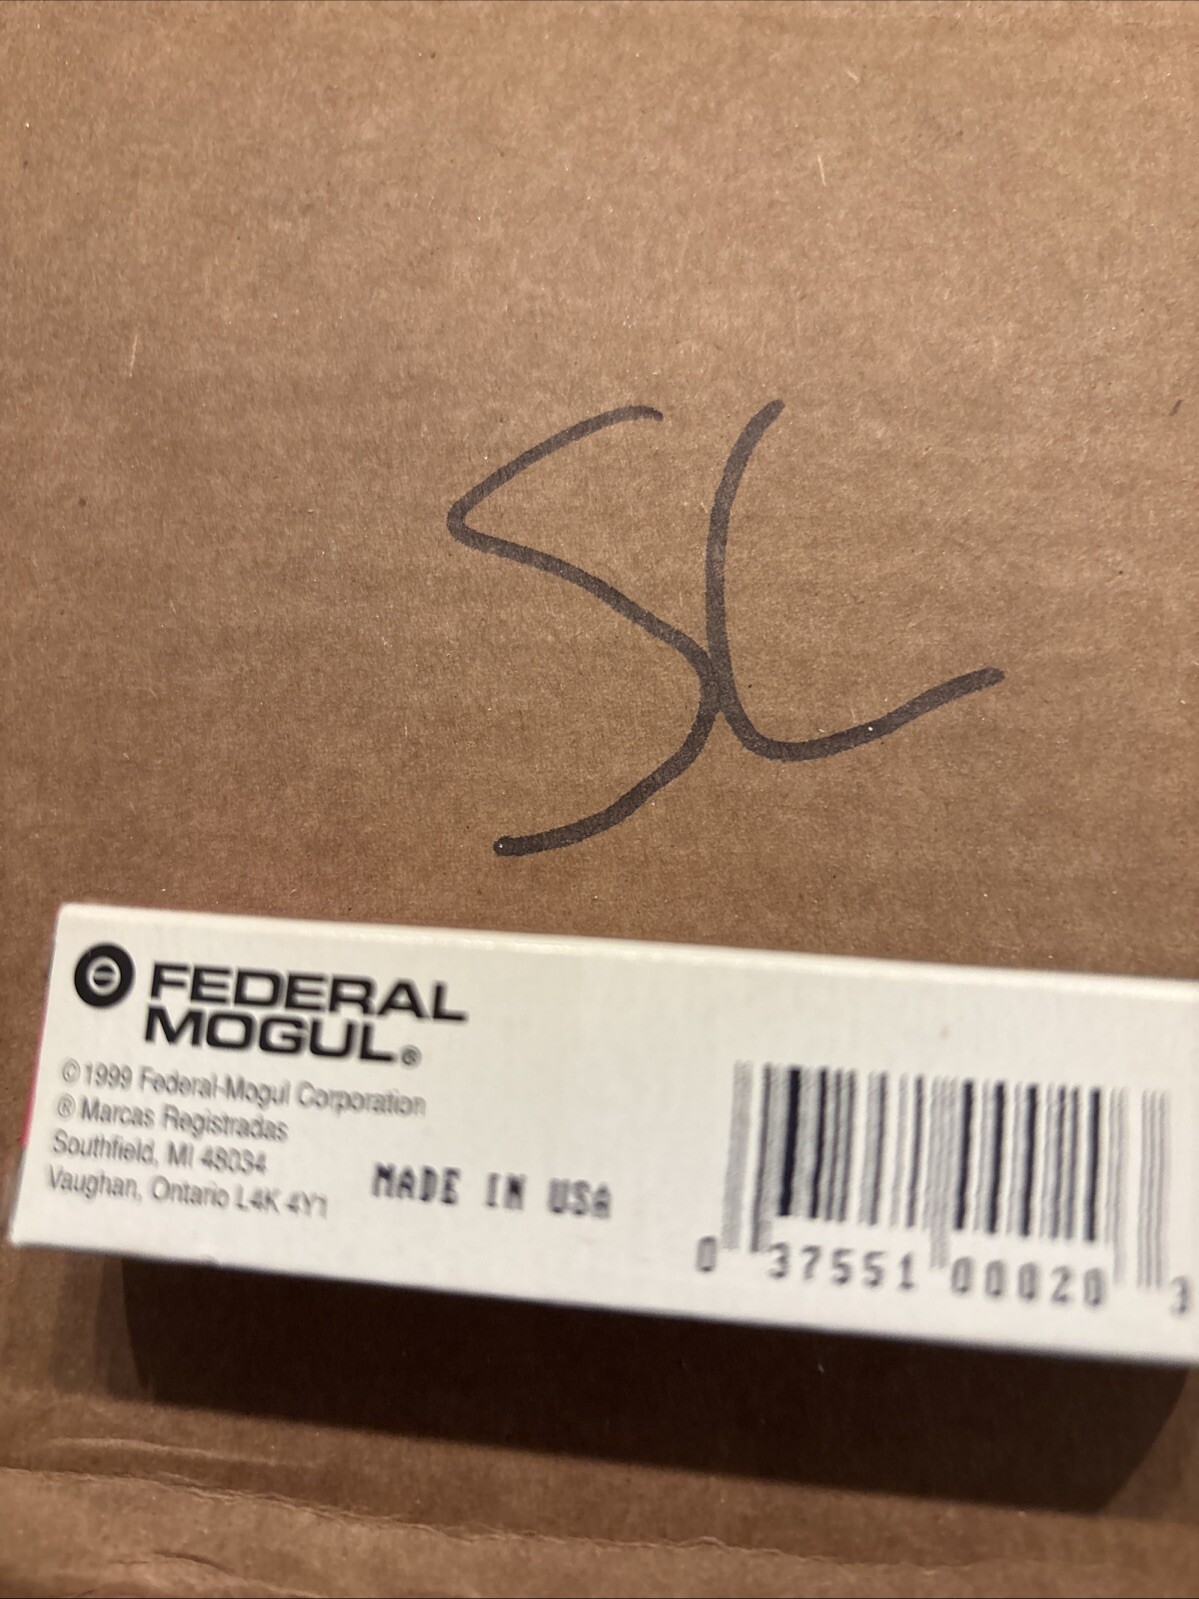 SL
FEDERAL
MOGUL®
©1999 Federal-Mogul Corporation
® Marcas Registradas
Southfield, MI 48034
Vaughan, Ontario L4K 4Y1
MADE IN USA
0 37551 00020 3